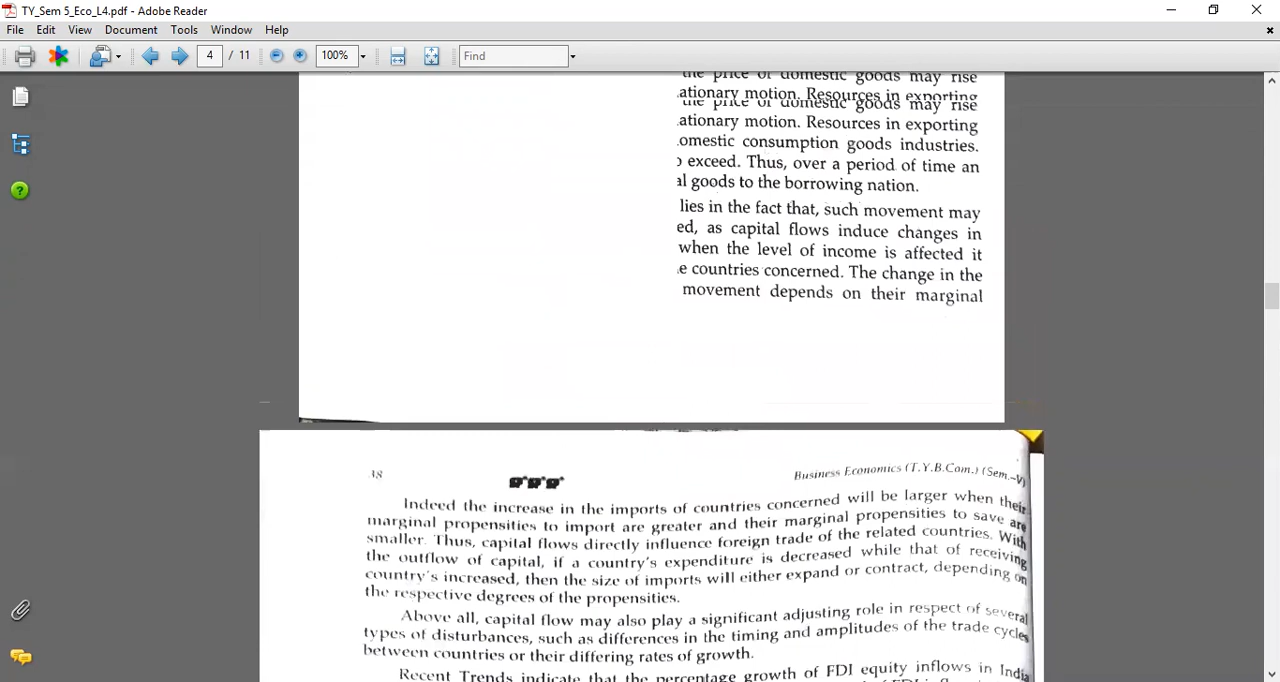 TY_Sem 5_Eco_L4.pdf - Adobe Reader
File Edit View Document Tools Window Help
4 / 11 100% Find
the price of domestic goods may rise
ationary motion. Resources in exporting
the price of domestic goods may rise
ationary motion. Resources in exporting
omestic consumption goods industries.
o exceed. Thus, over a period of time an
al goods to the borrowing nation.
lies in the fact that, such movement may
ed, as capital flows induce changes in
when the level of income is affected it
e countries concerned. The change in the
movement depends on their marginal
Business Economics (T.Y.B.Com.) (Sem.-V)
Indeed the increase in the imports of countries concerned will be larger when their
marginal propensities to import are greater and their marginal propensities to save are
smaller. Thus, capital flows directly influence foreign trade of the related countries. With
the outflow of capital, if a country's expenditure is decreased while that of receiving
country's increased, then the size of imports will either expand or contract, depending on
the respective degrees of the propensities.
Above all, capital flow may also play a significant adjusting role in respect of several
types of disturbances, such as differences in the timing and amplitudes of the trade cycles
between countries or their differing rates of growth.
Recent Trends indicate that the percentage growth of FDI equity inflows in India